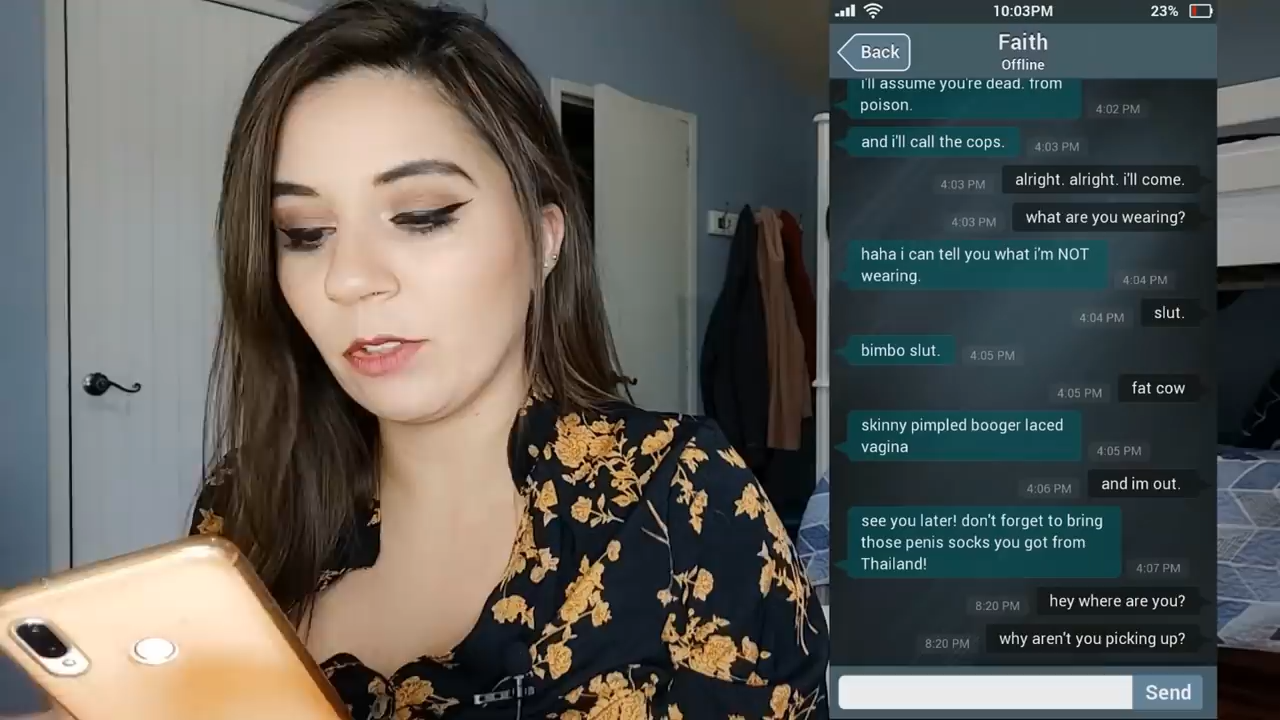 10:03PM
23%
Back
Faith
Offline
i'll assume you're dead. from
poison.
4:02 PM
and i'll call the cops.
4:03 PM
4:03 PM
alright. alright. i'll come.
4:03 PM
what are you wearing?
haha i can tell you what i'm NOT
wearing.
4:04 PM
4:04 PM
slut.
bimbo slut.
4:05 PM
4:05 PM
fat cow
skinny pimpled booger laced
vagina
4:05 PM
4:06 PM
and im out.
see you later! don't forget to bring
those penis socks you got from
Thailand!
4:07 PM
8:20 PM
hey where are you?
8:20 PM
why aren't you picking up?
Send